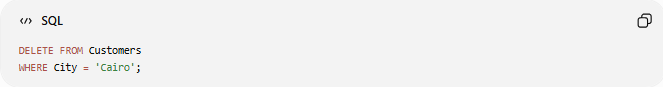 SQL
DELETE FROM Customers
WHERE City = 'Cairo';